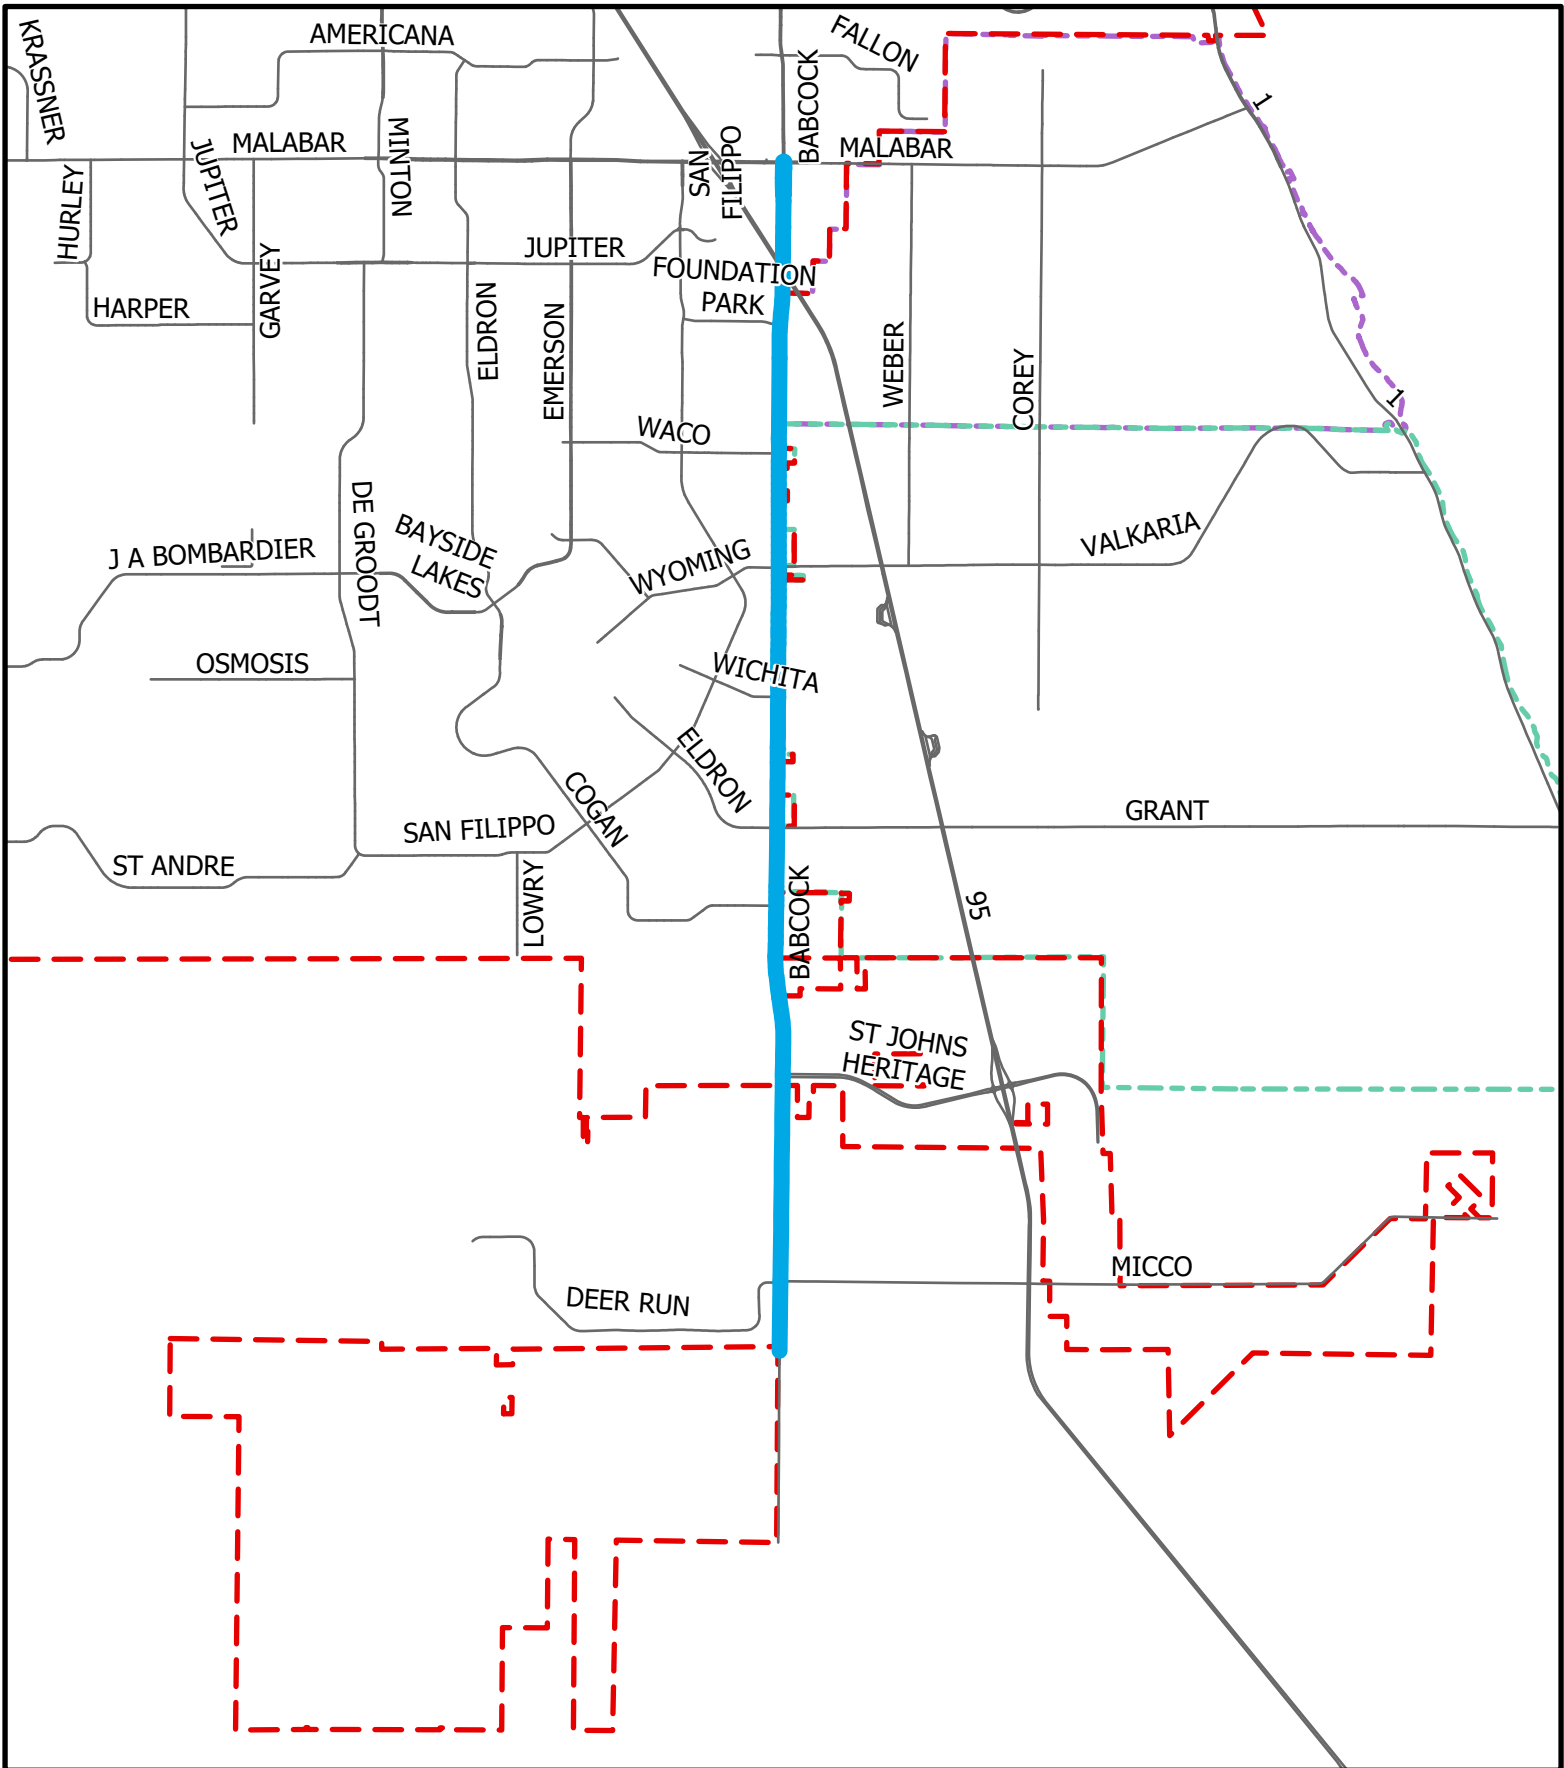 KRASSNER
AMERICANA
FALLON
BABCOCK
1
MALABAR
MINTON
SAN
FILIPPO
MALABAR
JUPITER
HURLEY
JUPITER
GARVEY
FOUNDATION
PARK
HARPER
ELDRON
EMERSON
WEBER
COREY
1
WACO
DE GROODT
BAYSIDE
LAKES
J A BOMBARDIER
WYOMING
VALKARIA
OSMOSIS
WICHITA
ELDRON
COGAN
GRANT
SAN FILIPPO
ST ANDRE
LOWRY
BABCOCK
95
ST JOHNS
HERITAGE
MICCO
DEER RUN